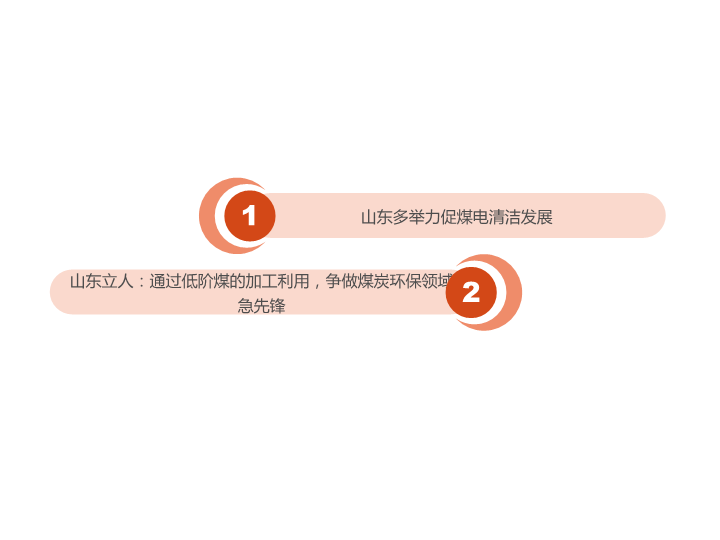 1
山东多举力促煤电清洁发展
山东立人：通过低阶煤的加工利用，争做煤炭环保领域
急先锋
2